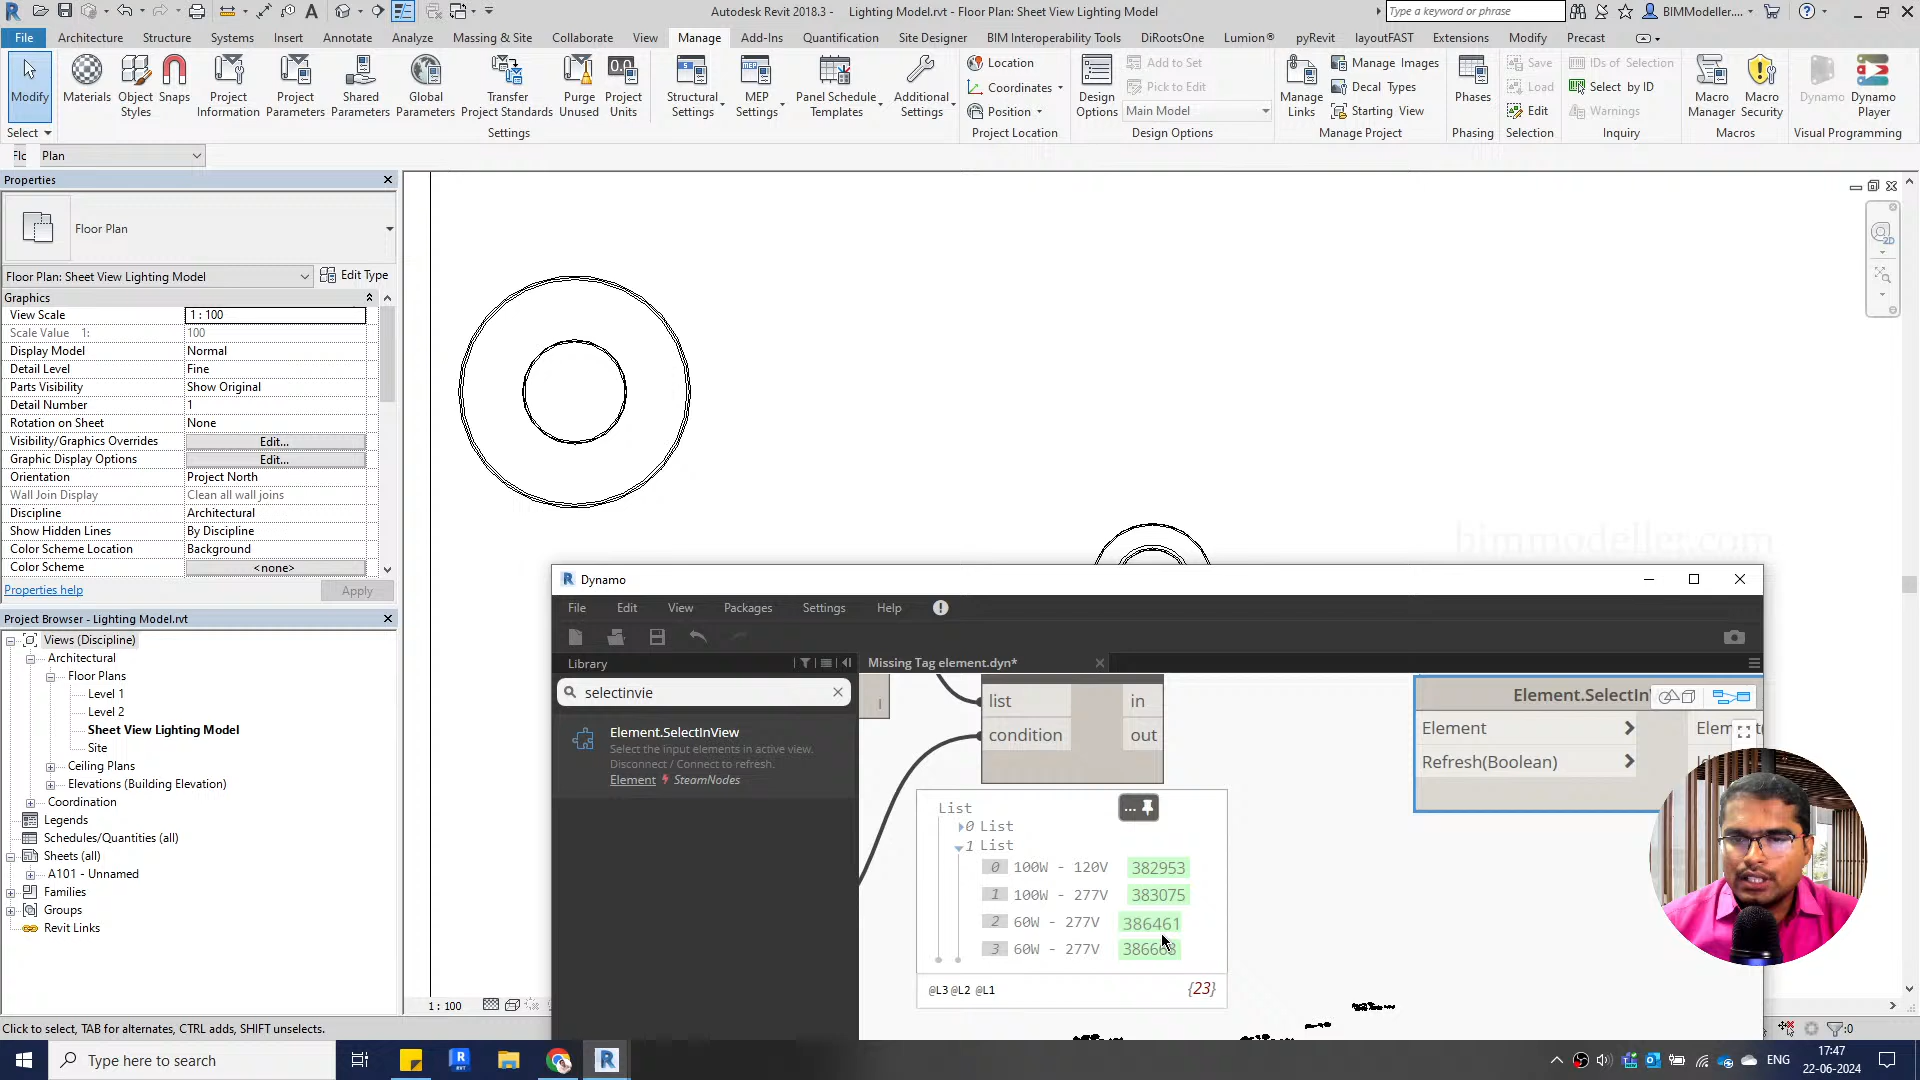 Autodesk Revit 2018.3 - Lighting Model.rvt - Floor Plan: Sheet View Lighting Model
Type a keyword or phrase
BIMModeller....
File Architecture Structure Systems Insert Annotate Analyze Massing & Site Collaborate View Manage Add-Ins Quantification Site Designer BIM Interoperability Tools DiRootsOne Lumion® pyRevit layoutFAST Extensions Modify Precast
Modify
Materials
Object Styles
Snaps
Project Information
Project Parameters
Shared Parameters
Global Parameters
Transfer Project Standards
Purge Unused
Project Units
Structural Settings
MEP Settings
Panel Schedule Templates
Additional Settings
Location
Coordinates
Position
Design Options
Add to Set
Pick to Edit
Main Model
Manage Links
Manage Images
Decal Types
Starting View
Phases
Save
Load
Edit
IDs of Selection
Select by ID
Warnings
Macro Manager
Macro Security
Dynamo
Dynamo Player
Select
Settings
Project Location
Design Options
Manage Project
Phasing
Selection
Inquiry
Macros
Visual Programming
Plan
Properties
Floor Plan
Floor Plan: Sheet View Lighting Model
Edit Type
Graphics
View Scale 1 : 100
Scale Value 1: 100
Display Model Normal
Detail Level Fine
Parts Visibility Show Original
Detail Number 1
Rotation on Sheet None
Visibility/Graphics Overrides Edit...
Graphic Display Options Edit...
Orientation Project North
Wall Join Display Clean all wall joins
Discipline Architectural
Show Hidden Lines By Discipline
Color Scheme Location Background
Color Scheme <none>
Properties help
Apply
Project Browser - Lighting Model.rvt
Views (Discipline)
Architectural
Floor Plans
Level 1
Level 2
Sheet View Lighting Model
Site
Ceiling Plans
Elevations (Building Elevation)
Coordination
Legends
Schedules/Quantities (all)
Sheets (all)
A101 - Unnamed
Families
Groups
Revit Links
2D
bimmodeller.com
Dynamo
File Edit View Packages Settings Help
Library
Missing Tag element.dyn*
selectinvie
Element.SelectInView
Select the input elements in active view.
Disconnect / Connect to refresh.
Element SteamNodes
list in
condition out
List
0 List
1 List
0 100W - 120V 382953
1 100W - 277V 383075
2 60W - 277V 386461
3 60W - 277V
@L3 @L2 @L1 {23}
Element.SelectIn
Element
Refresh(Boolean)
1 : 100
Click to select, TAB for alternates, CTRL adds, SHIFT unselects.
:0
Type here to search
ENG
17:47
22-06-2024